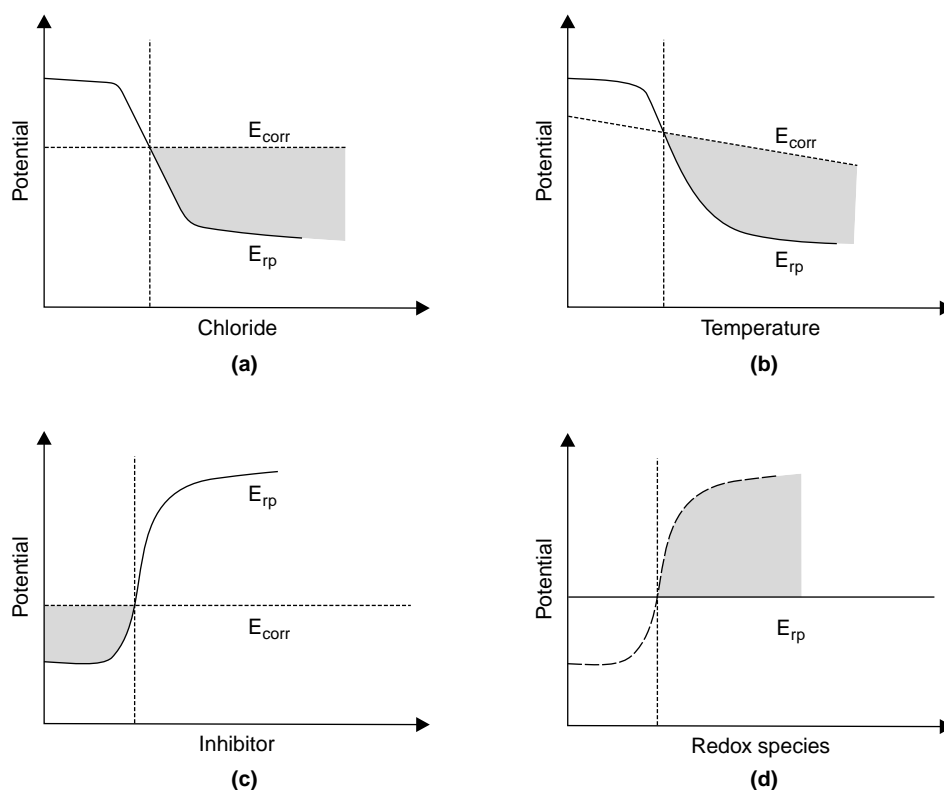 Potential
E_corr
E_rp
Chloride
(a)
Potential
E_corr
E_rp
Temperature
(b)
Potential
E_rp
E_corr
Inhibitor
(c)
Potential
E_rp
Redox species
(d)